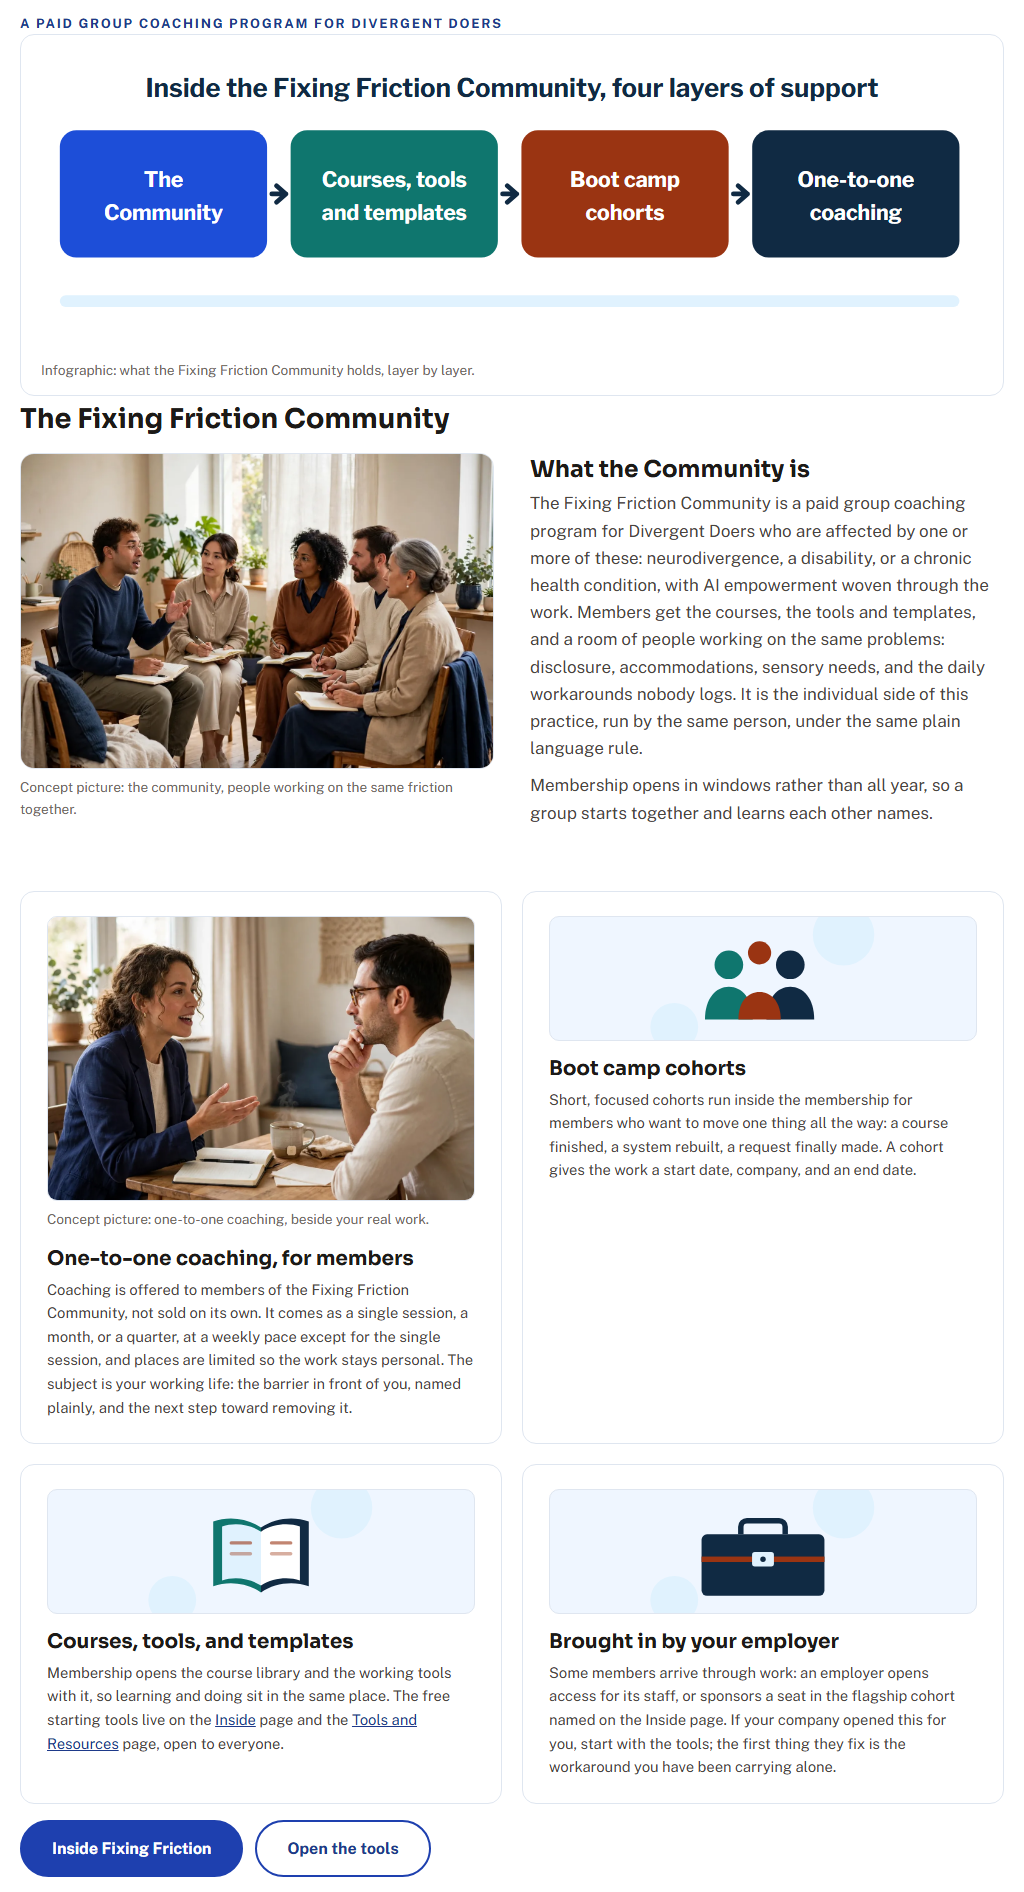 A PAID GROUP COACHING PROGRAM FOR DIVERGENT DOERS
Inside the Fixing Friction Community, four layers of support
The
Community
Courses, tools
and templates
Boot camp
cohorts
One-to-one
coaching
Infographic: what the Fixing Friction Community holds, layer by layer.
The Fixing Friction Community
Concept picture: the community, people working on the same friction
together.
What the Community is
The Fixing Friction Community is a paid group coaching
program for Divergent Doers who are affected by one or
more of these: neurodivergence, a disability, or a chronic
health condition, with AI empowerment woven through the
work. Members get the courses, the tools and templates,
and a room of people working on the same problems:
disclosure, accommodations, sensory needs, and the daily
workarounds nobody logs. It is the individual side of this
practice, run by the same person, under the same plain
language rule.
Membership opens in windows rather than all year, so a
group starts together and learns each other names.
Concept picture: one-to-one coaching, beside your real work.
One-to-one coaching, for members
Coaching is offered to members of the Fixing Friction
Community, not sold on its own. It comes as a single session, a
month, or a quarter, at a weekly pace except for the single
session, and places are limited so the work stays personal. The
subject is your working life: the barrier in front of you, named
plainly, and the next step toward removing it.
Boot camp cohorts
Short, focused cohorts run inside the membership for
members who want to move one thing all the way: a course
finished, a system rebuilt, a request finally made. A cohort
gives the work a start date, company, and an end date.
Courses, tools, and templates
Membership opens the course library and the working tools
with it, so learning and doing sit in the same place. The free
starting tools live on the Inside page and the Tools and
Resources page, open to everyone.
Brought in by your employer
Some members arrive through work: an employer opens
access for its staff, or sponsors a seat in the flagship cohort
named on the Inside page. If your company opened this for
you, start with the tools; the first thing they fix is the
workaround you have been carrying alone.
Inside Fixing Friction
Open the tools